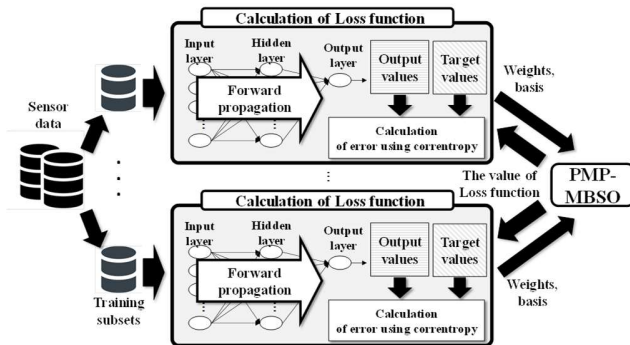 Calculation of Loss function
Input
layer
Hidden
layer
Output
layer
Output
values
Target
values
Forward
propagation
Calculation
of error using correntropy
Sensor
data
Weights,
basis
The value of
Loss function
PMP-
MBSO
Calculation of Loss function
Input
layer
Hidden
layer
Output
layer
Output
values
Target
values
Forward
propagation
Calculation
of error using correntropy
Training
subsets
Weights,
basis